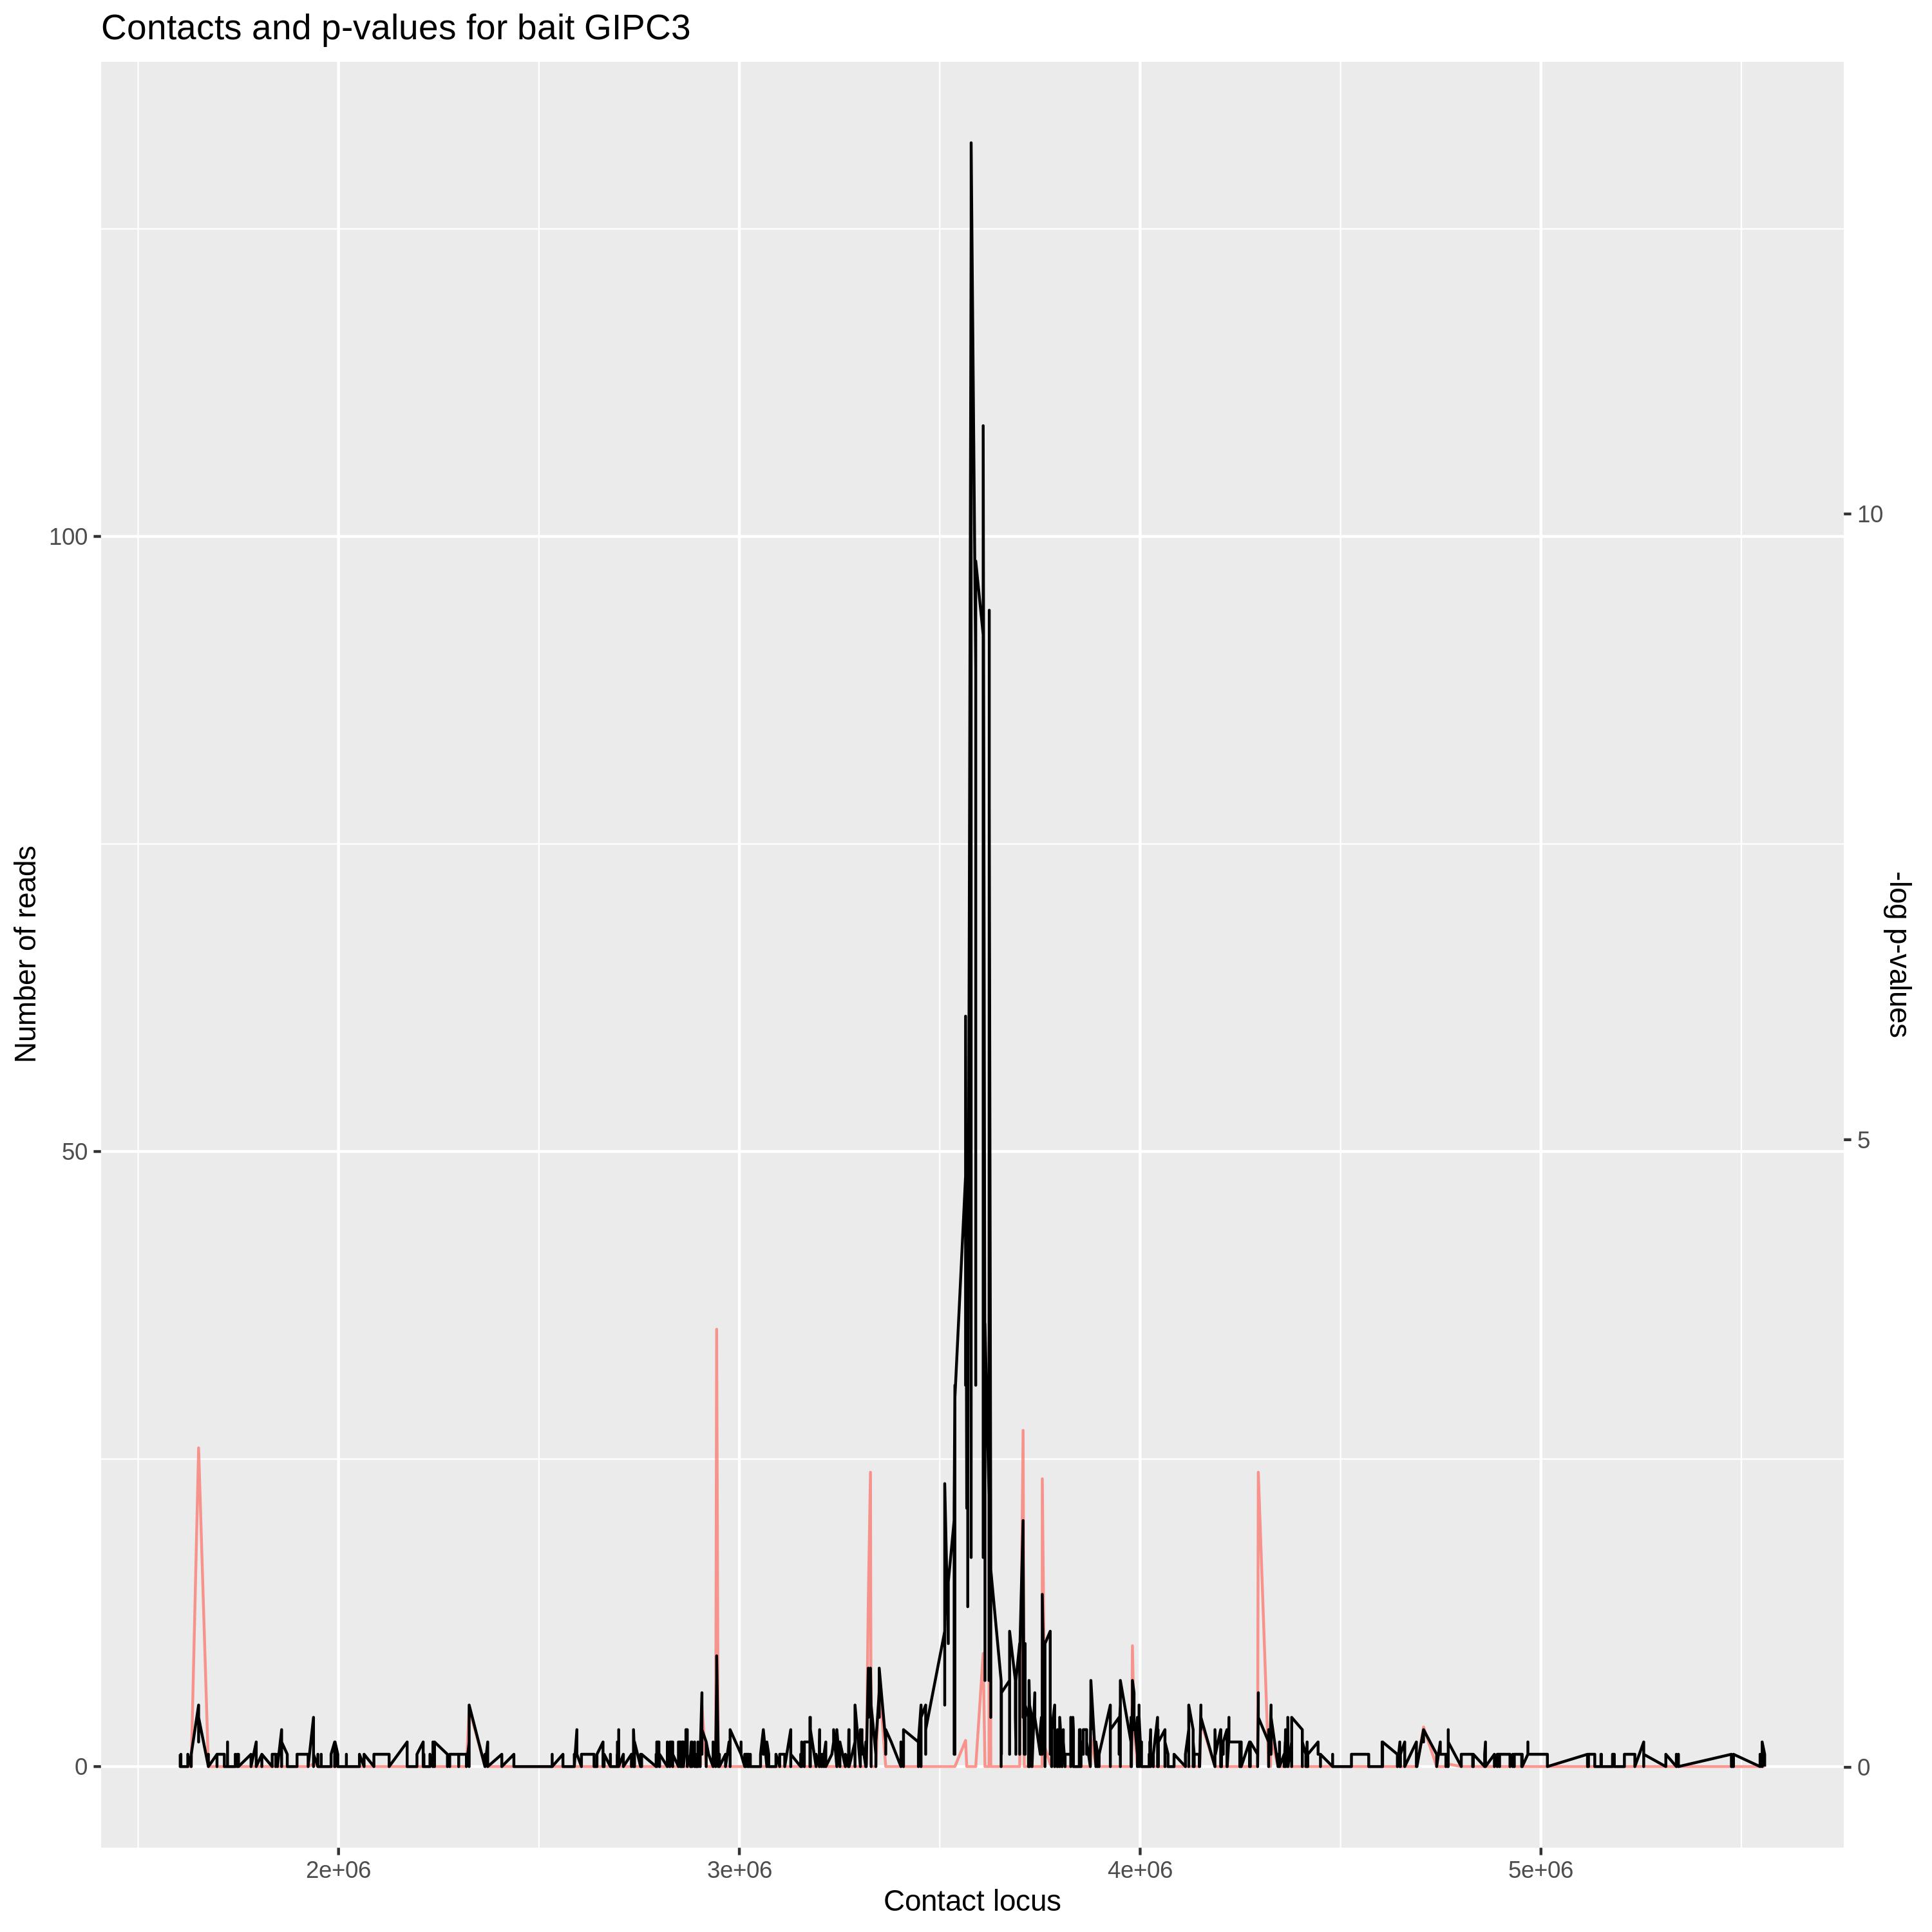 Contacts and p-values for bait GIPC3
100
50
0
Number of reads
10
5
0
-log p-values
2e+06
3e+06
4e+06
5e+06
Contact locus